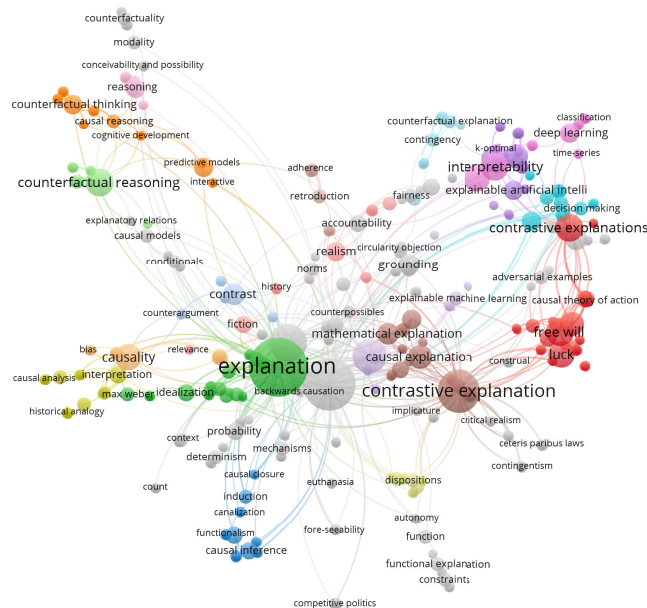 counterfactuality
modality
conceivability and possibility
reasoning
counterfactual thinking
causal reasoning
cognitive development
counterfactual explanation
classification
contingency
deep learning
k-optimal
time-series
predictive models
adherence
interpretability
counterfactual reasoning
interactive
explainable artificial intelli
retroduction
fairness
decision making
explanatory relations
accountability
contrastive explanations
causal models
realism
circularity objection
conditionals
norms
grounding
adversarial examples
history
contrast
explainable machine learning
causal theory of action
counterargument
counterpossibles
fiction
mathematical explanation
free will
bias
causality
relevance
causal explanation
luck
construal
explanation
causal analysis
interpretation
max weber
idealization
backwards causation
contrastive explanation
historical analogy
implicature
critical realism
context
probability
ceteris paribus laws
determinism
mechanisms
contingentism
causal closure
count
euthanasia
dispositions
induction
canalization
autonomy
functionalism
fore-seeability
function
causal inference
functional explanation
constraints
competitive politics